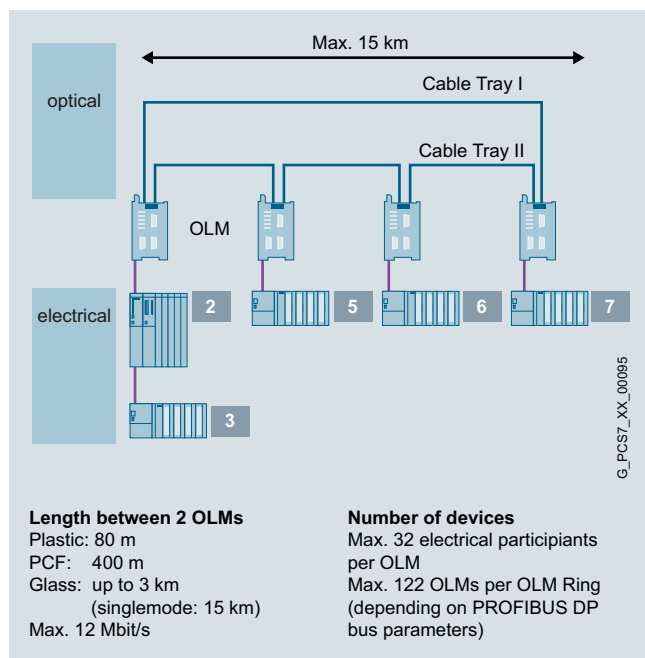 Max. 15 km
optical
Cable Tray I
Cable Tray II
OLM
electrical
2
5
6
7
3
G_PCS7_XX_00095
Length between 2 OLMs
Plastic: 80 m
PCF: 400 m
Glass: up to 3 km
(singlemode: 15 km)
Max. 12 Mbit/s
Number of devices
Max. 32 electrical participiants
per OLM
Max. 122 OLMs per OLM Ring
(depending on PROFIBUS DP
bus parameters)